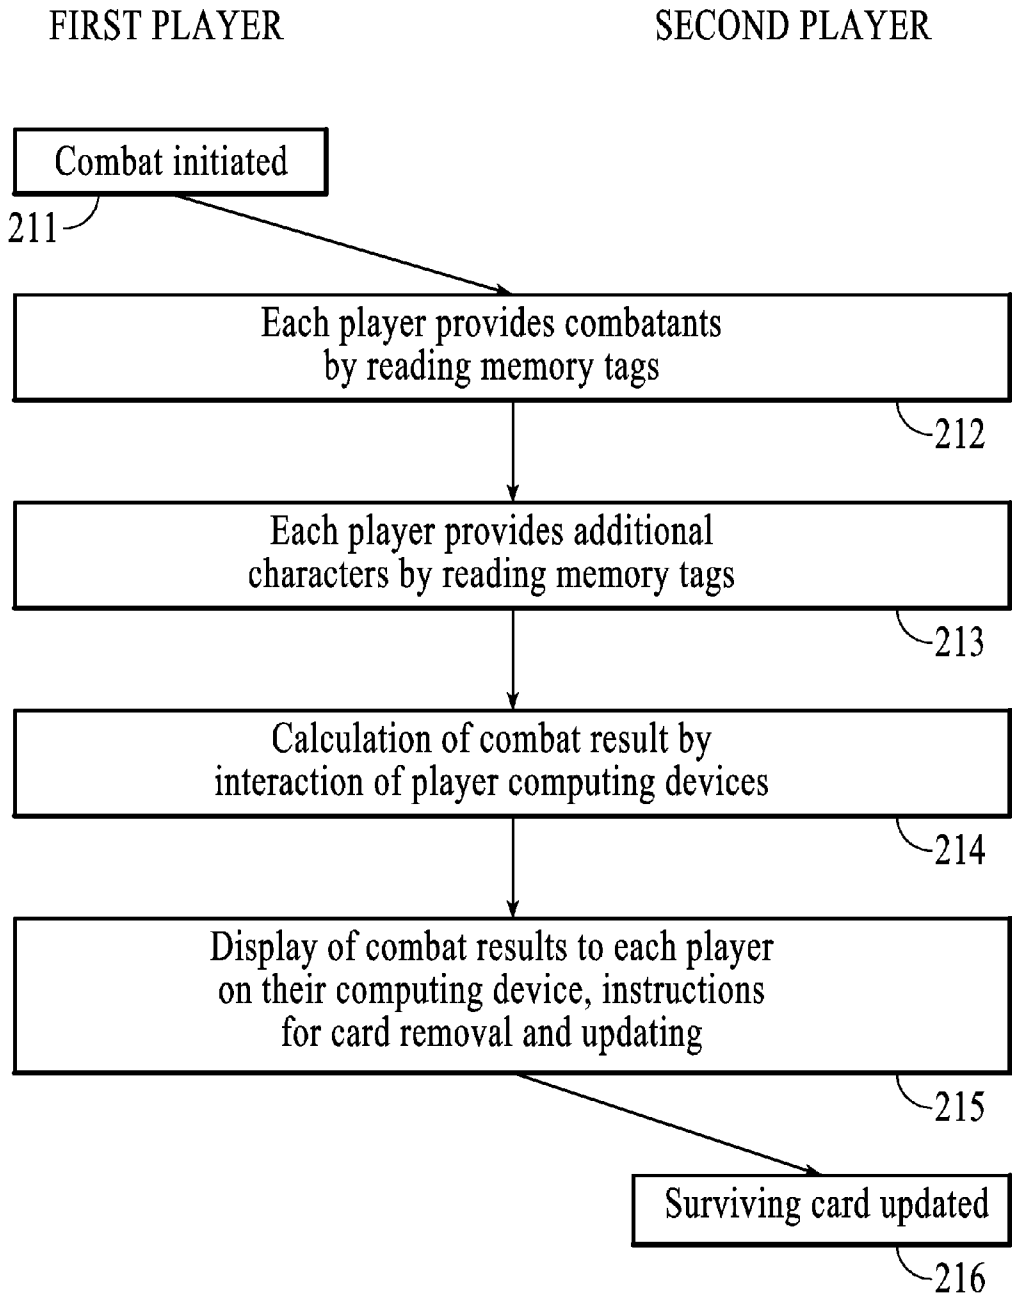 FIRST PLAYER
SECOND PLAYER
Combat initiated
211
Each player provides combatants
by reading memory tags
212
Each player provides additional
characters by reading memory tags
213
Calculation of combat result by
interaction of player computing devices
214
Display of combat results to each player
on their computing device, instructions
for card removal and updating
215
Surviving card updated
216